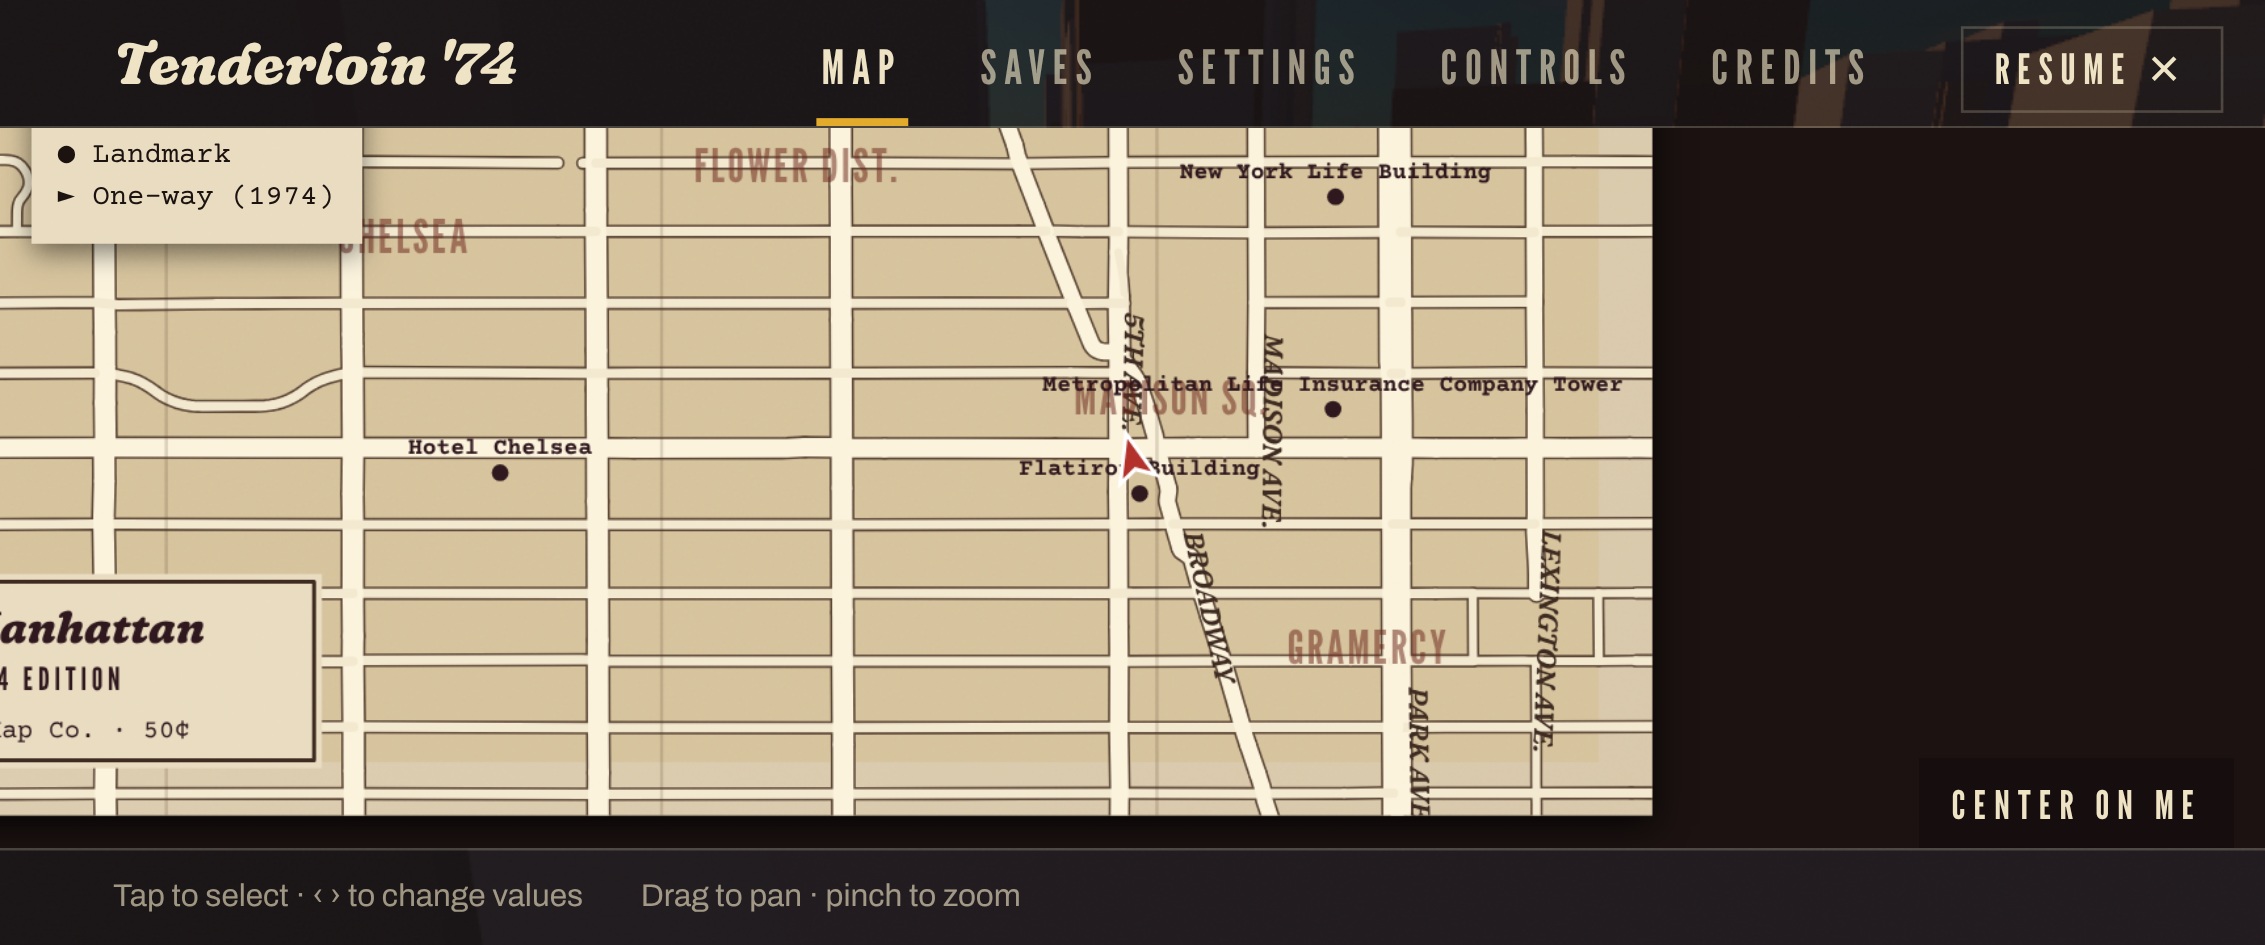 Tenderloin '74
MAP
SAVES
SETTINGS
CONTROLS
CREDITS
RESUME ✕
● Landmark
► One-way (1974)
FLOWER DIST.
New York Life Building
CHELSEA
5TH AVE.
MADISON AVE.
Metropolitan Life Insurance Company Tower
MADISON SQ.
Hotel Chelsea
Flatiron Building
BROADWAY
LEXINGTON AVE.
GRAMERCY
PARK AVE
anhattan
4 EDITION
Map Co. · 50¢
CENTER ON ME
Tap to select · ‹ › to change values
Drag to pan · pinch to zoom